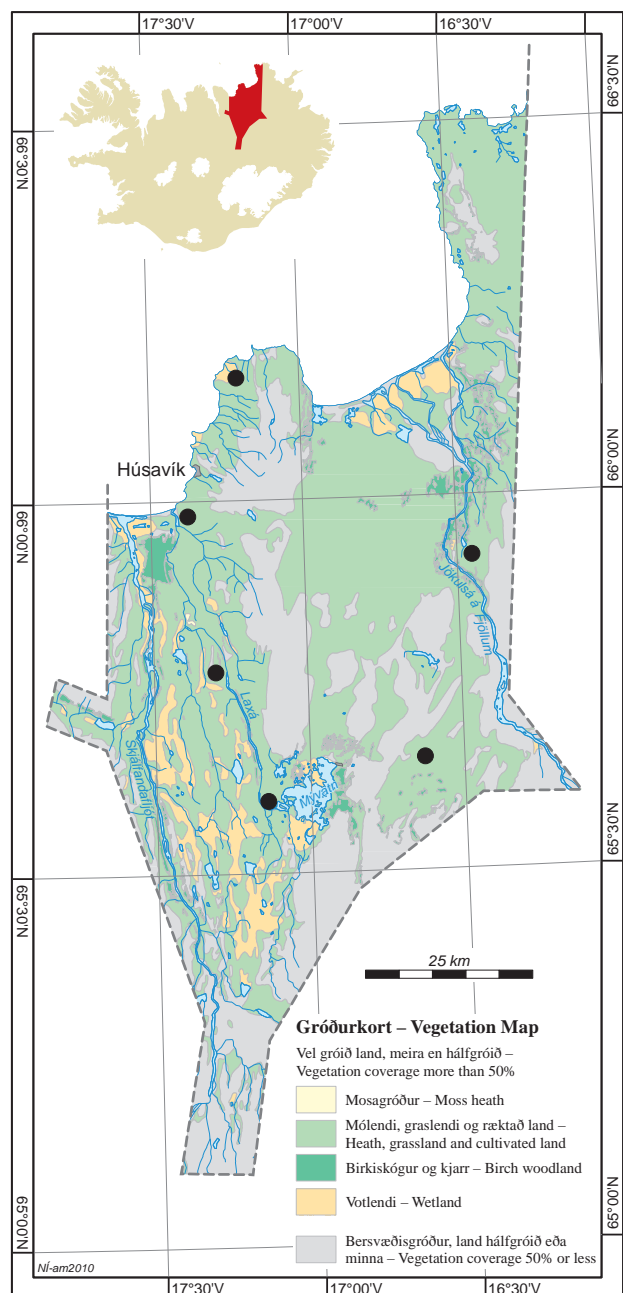 17°30'V
17°00'V
16°30'V
66°30'N
66°30'N
Húsavík
66°00'N
66°00'N
Jökulsá á Fjöllum
Laxá
Skjálfandafljót
Mývatn
65°30'N
65°30'N
25 km
Gróðurkort – Vegetation Map
Vel gróið land, meira en hálfgróið –
Vegetation coverage more than 50%
Mosagróður – Moss heath
Mólendi, graslendi og ræktað land –
Heath, grassland and cultivated land
Birkiskógur og kjarr – Birch woodland
Votlendi – Wetland
Bersvæðisgróður, land hálfgróið eða
minna – Vegetation coverage 50% or less
65°00'N
65°00'N
NÍ-am2010
17°30'V
17°00'V
16°30'V